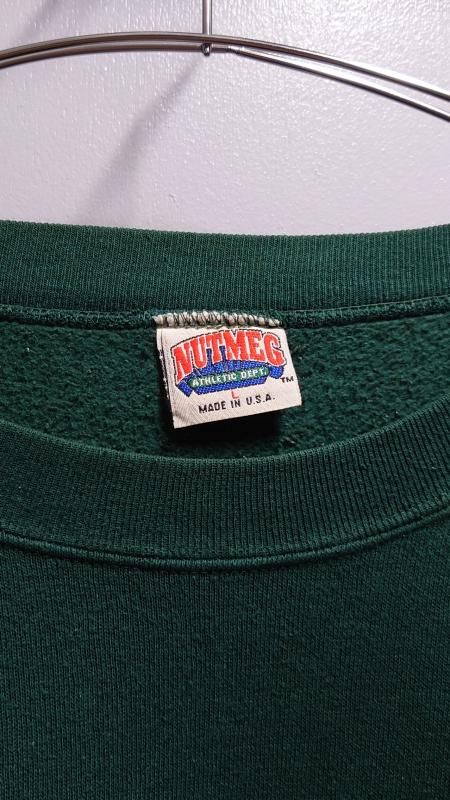 NUTMEG
ATHLETIC DEPT.
TM
L
MADE IN U.S.A.